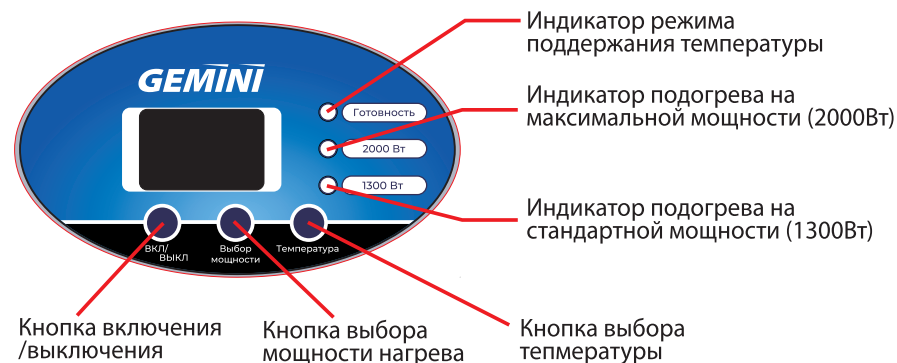 Индикатор режима
поддержания температуры
GEMINI
Готовность
Индикатор подогрева на
максимальной мощности (2000Вт)
2000 Вт
1300 Вт
Индикатор подогрева на
стандартной мощности (1300Вт)
ВКЛ/
ВЫКЛ
Выбор
мощности
Температура
Кнопка включения
/выключения
Кнопка выбора
мощности нагрева
Кнопка выбора
тепмературы